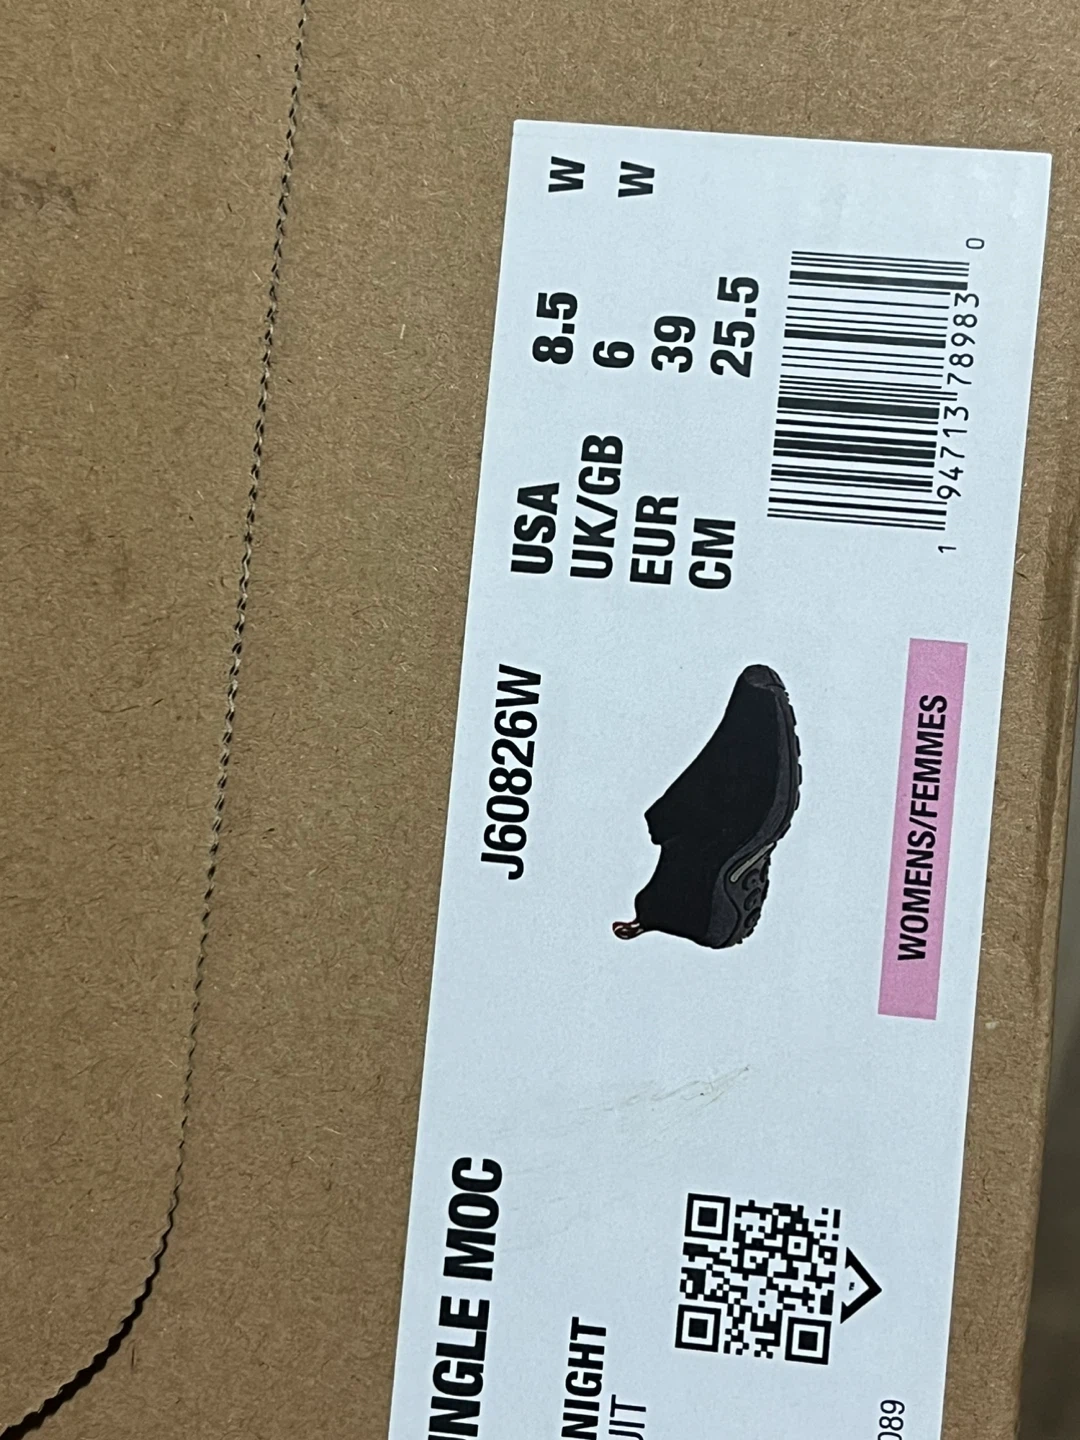 UNGLE MOC
J60826W
USA 8.5 W
UK/GB 6 W
EUR 39
CM 25.5
NIGHT
UIT
WOMENS/FEMMES
1 94713 78983 0
089